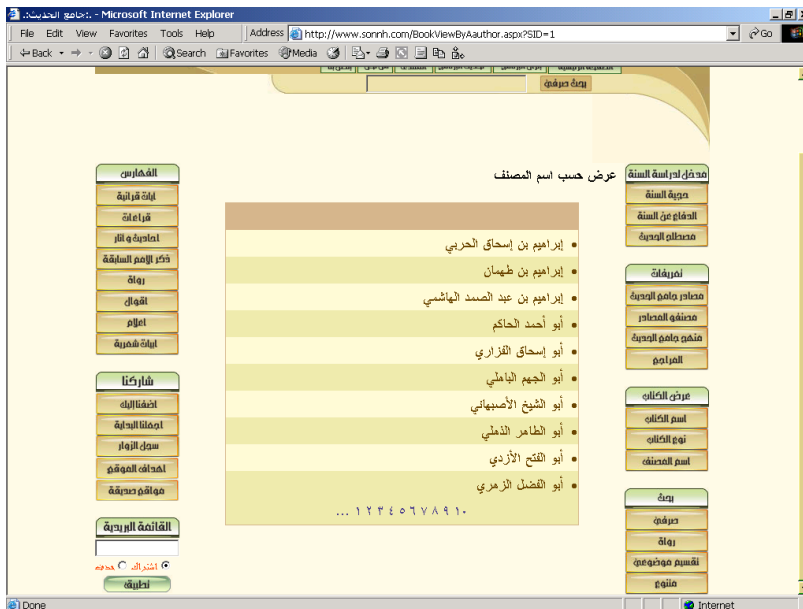 .:جامع الحديث:. - Microsoft Internet Explorer
File Edit View Favorites Tools Help
Address http://www.sonnh.com/BookViewByAauthor.aspx?SID=1
Go
Back
Search Favorites Media
بحث صرفي
مدخل لدراسة السنة
حجية السنة
الدفاع عن السنة
مصطلح الحديث
تعريفات
مصادر جامع الحديث
مصنفو المصادر
منهج جامع الحديث
المراجع
عرض الكتاب
اسم الكتاب
نوع الكتاب
اسم المصنف
بحث
صرفي
رواة
تقسيم موضوعي
متنوع
عرض حسب اسم المصنف
• إبراهيم بن إسحاق الحربي
• إبراهيم بن طهمان
• إبراهيم بن عبد الصمد الهاشمي
• أبو أحمد الحاكم
• أبو إسحاق الفزاري
• أبو الجهم الباهلي
• أبو الشيخ الأصبهاني
• أبو الطاهر الذهلي
• أبو الفتح الأزدي
• أبو الفضل الزهري
... ١ ٢ ٣ ٤ ٥ ٦ ٧ ٨ ٩ ١٠
الفهارس
آيات قرآنية
قراءات
أحاديث و آثار
ذكر الأمم السابقة
رواة
أقوال
أعلام
أبيات شعرية
شاركنا
اضفنا إليك
اجعلنا البداية
سجل الزوار
اهداف الموقع
مواقع صديقة
القائمة البريدية
اشتراك حذف
تطبيق
Done
Internet